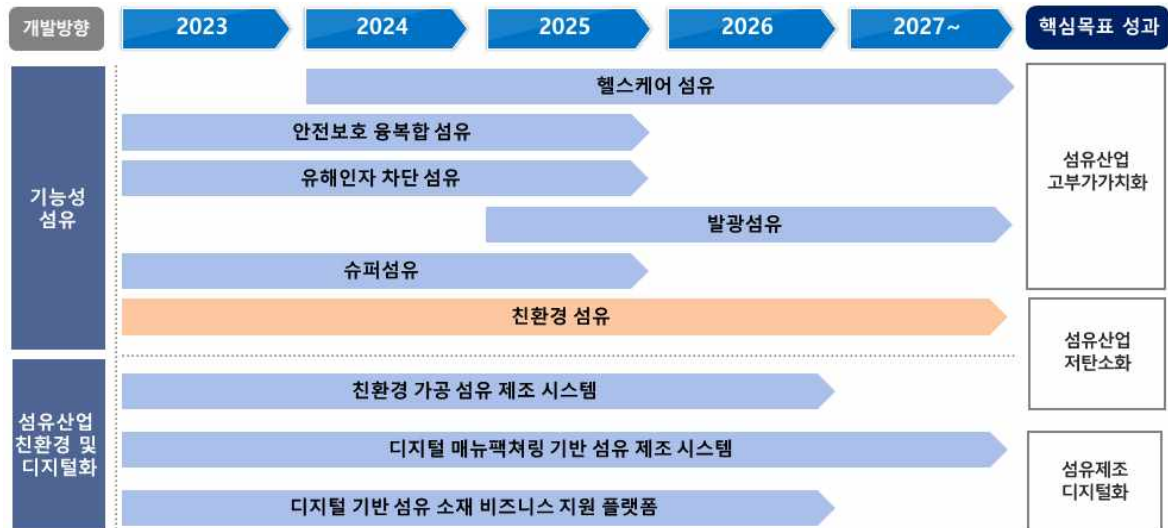 개발방향
2023
2024
2025
2026
2027~
핵심목표 성과
기능성
섬유
헬스케어 섬유
안전보호 융복합 섬유
유해인자 차단 섬유
발광섬유
슈퍼섬유
친환경 섬유
섬유산업
고부가가치화
섬유산업
저탄소화
섬유산업
친환경 및
디지털화
친환경 가공 섬유 제조 시스템
디지털 매뉴팩쳐링 기반 섬유 제조 시스템
디지털 기반 섬유 소재 비즈니스 지원 플랫폼
섬유제조
디지털화